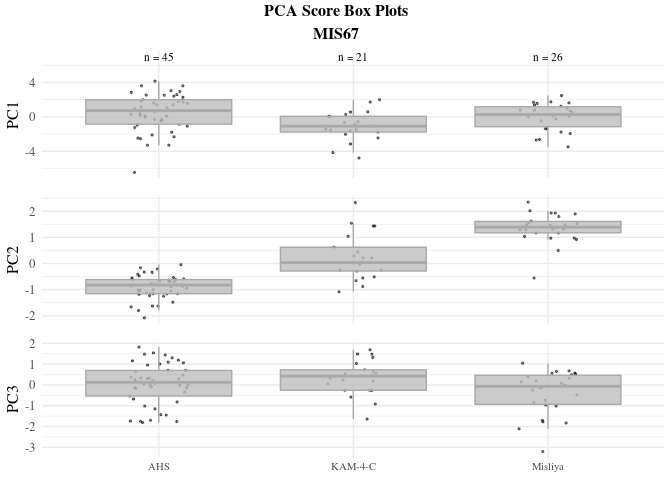 PCA Score Box Plots
MIS67
n = 45 n = 21 n = 26
PC1
4
0
-4
PC2
2
1
0
-1
-2
PC3
2
1
0
-1
-2
-3
AHS KAM-4-C Misliya